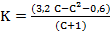 K = (3,2 C−C²−0,6) / (C+1)